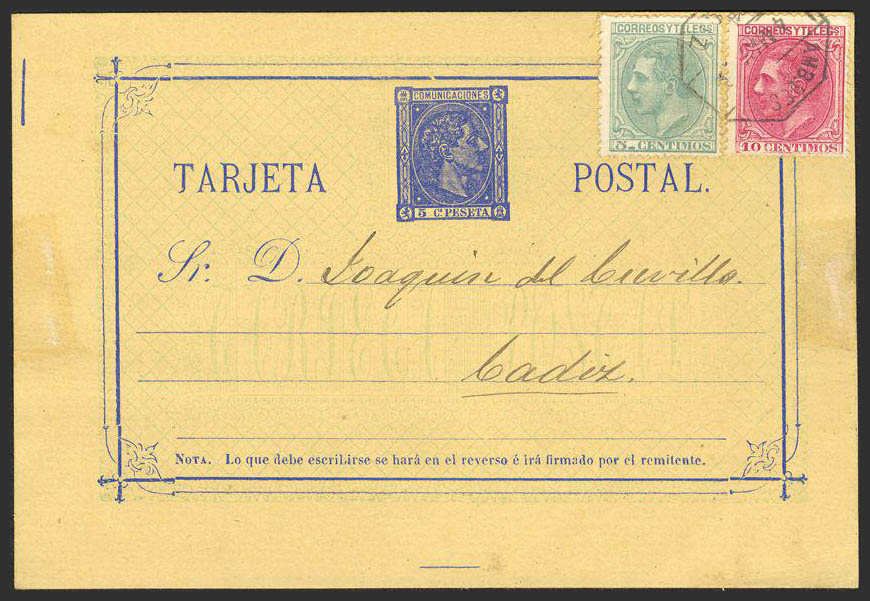 CORREOS Y TELEGS
5 CENTIMOS
CORREOS Y TELEGS
10 CENTIMOS
AMB
COMUNICACIONES
5 Cs PESETA
TARJETA POSTAL.
Sr. D. Joaquin del Cuvillo.
Cadiz.
NOTA. Lo que debe escribirse se hará en el reverso é irá firmado por el remitente.